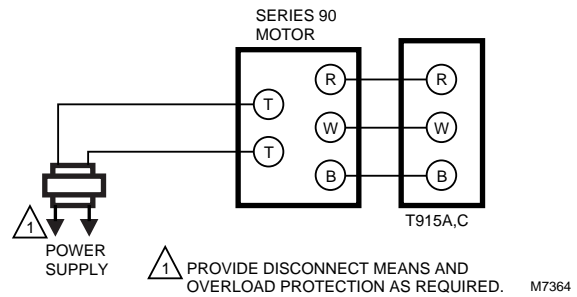 SERIES 90
MOTOR
R R
T
W W
T
B B
T915A,C
1
POWER
SUPPLY
1 PROVIDE DISCONNECT MEANS AND
OVERLOAD PROTECTION AS REQUIRED. M7364